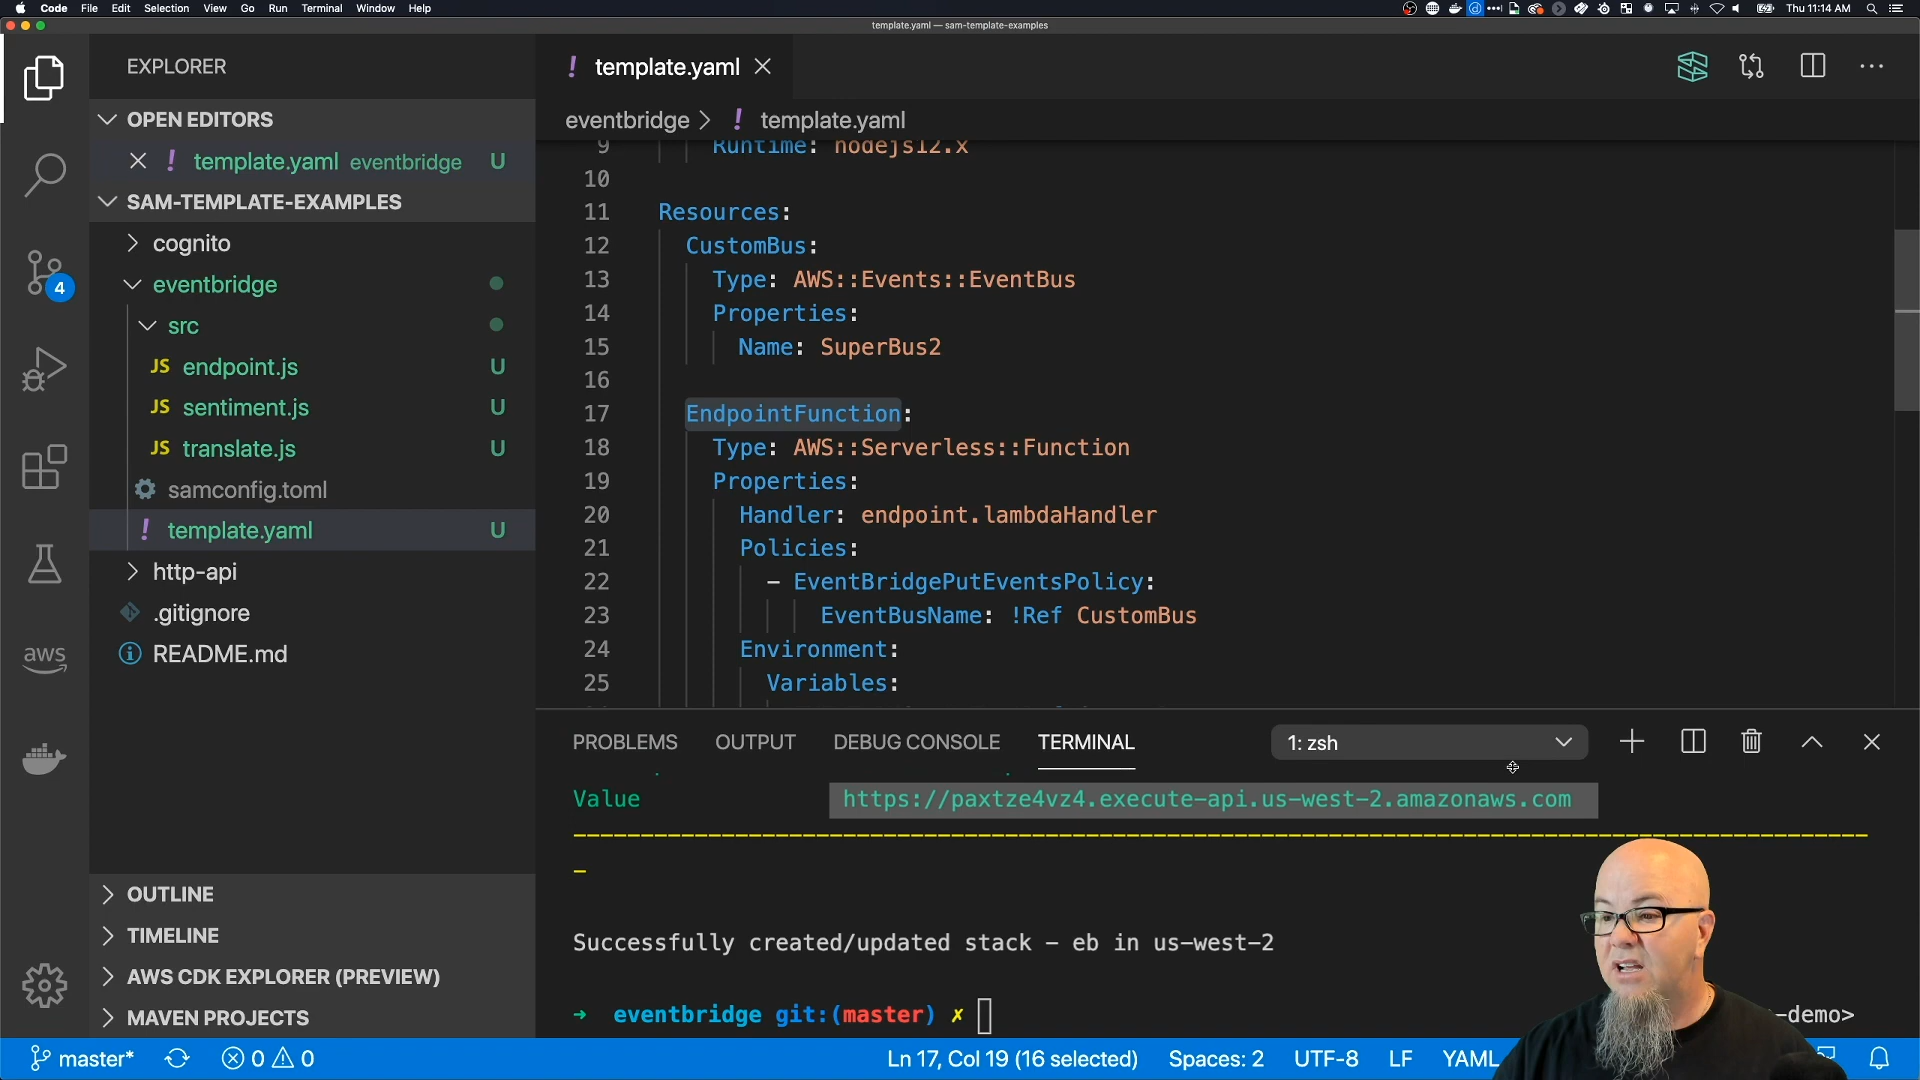 Code File Edit Selection View Go Run Terminal Window Help
Thu 11:14 AM
template.yaml — sam-template-examples
EXPLORER
OPEN EDITORS
template.yaml eventbridge U
SAM-TEMPLATE-EXAMPLES
cognito
eventbridge
src
JS endpoint.js U
JS sentiment.js U
JS translate.js U
samconfig.toml
! template.yaml U
http-api
.gitignore
README.md
OUTLINE
TIMELINE
AWS CDK EXPLORER (PREVIEW)
MAVEN PROJECTS
4
aws
! template.yaml
eventbridge > ! template.yaml
9 Runtime: nodejs12.x
10
11 Resources:
12 CustomBus:
13 Type: AWS::Events::EventBus
14 Properties:
15 Name: SuperBus2
16
17 EndpointFunction:
18 Type: AWS::Serverless::Function
19 Properties:
20 Handler: endpoint.lambdaHandler
21 Policies:
22 - EventBridgePutEventsPolicy:
23 EventBusName: !Ref CustomBus
24 Environment:
25 Variables:
PROBLEMS OUTPUT DEBUG CONSOLE TERMINAL 1: zsh
Value https://paxtze4vz4.execute-api.us-west-2.amazonaws.com
Successfully created/updated stack - eb in us-west-2
➜ eventbridge git:(master) ✗ -demo>
master* 0 0 Ln 17, Col 19 (16 selected) Spaces: 2 UTF-8 LF YAML